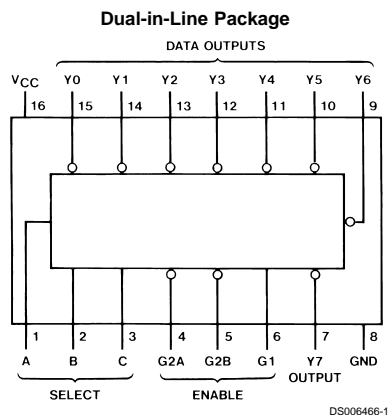 Dual-in-Line Package
DATA OUTPUTS
VCC Y0 Y1 Y2 Y3 Y4 Y5 Y6
16 15 14 13 12 11 10 9
1 2 3 4 5 6 7 8
A B C G2A G2B G1 Y7 GND
OUTPUT
SELECT ENABLE
DS006466-1